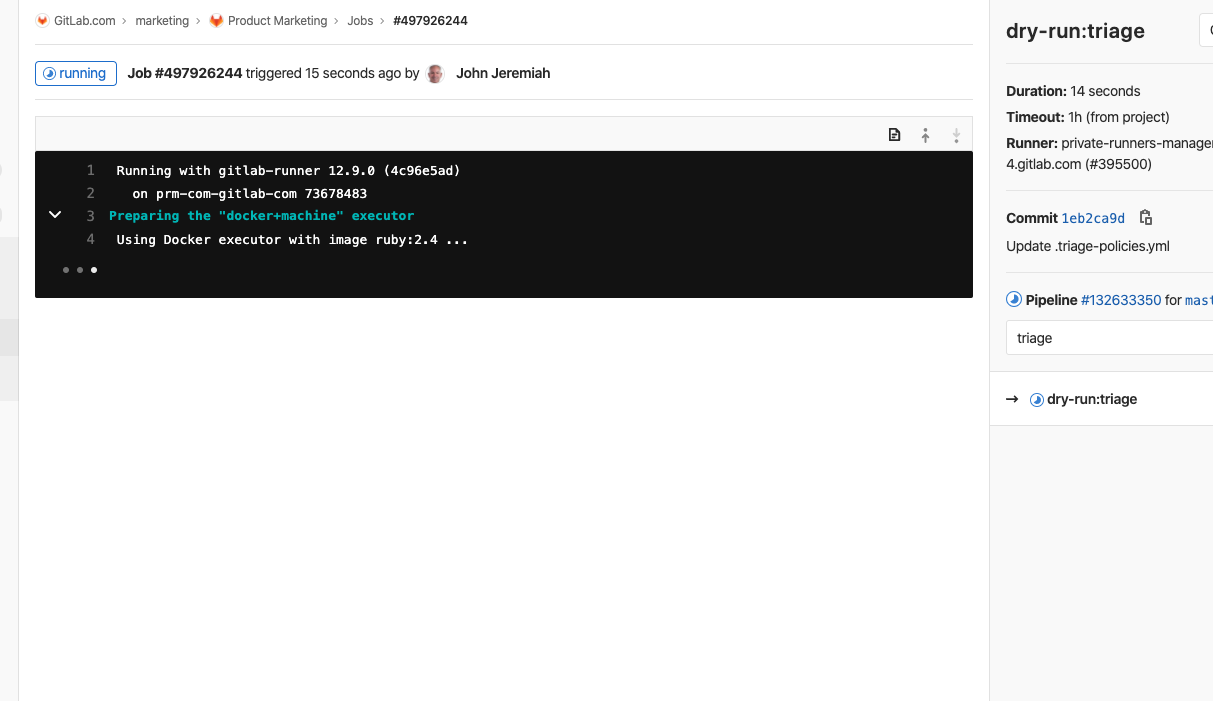 GitLab.com › marketing › Product Marketing › Jobs › #497926244
running Job #497926244 triggered 15 seconds ago by John Jeremiah
1 Running with gitlab-runner 12.9.0 (4c96e5ad)
2 on prm-com-gitlab-com 73678483
3 Preparing the "docker+machine" executor
4 Using Docker executor with image ruby:2.4 ...
dry-run:triage
Duration: 14 seconds
Timeout: 1h (from project)
Runner: private-runners-manager
4.gitlab.com (#395500)
Commit 1eb2ca9d
Update .triage-policies.yml
Pipeline #132633350 for mast
triage
→ dry-run:triage